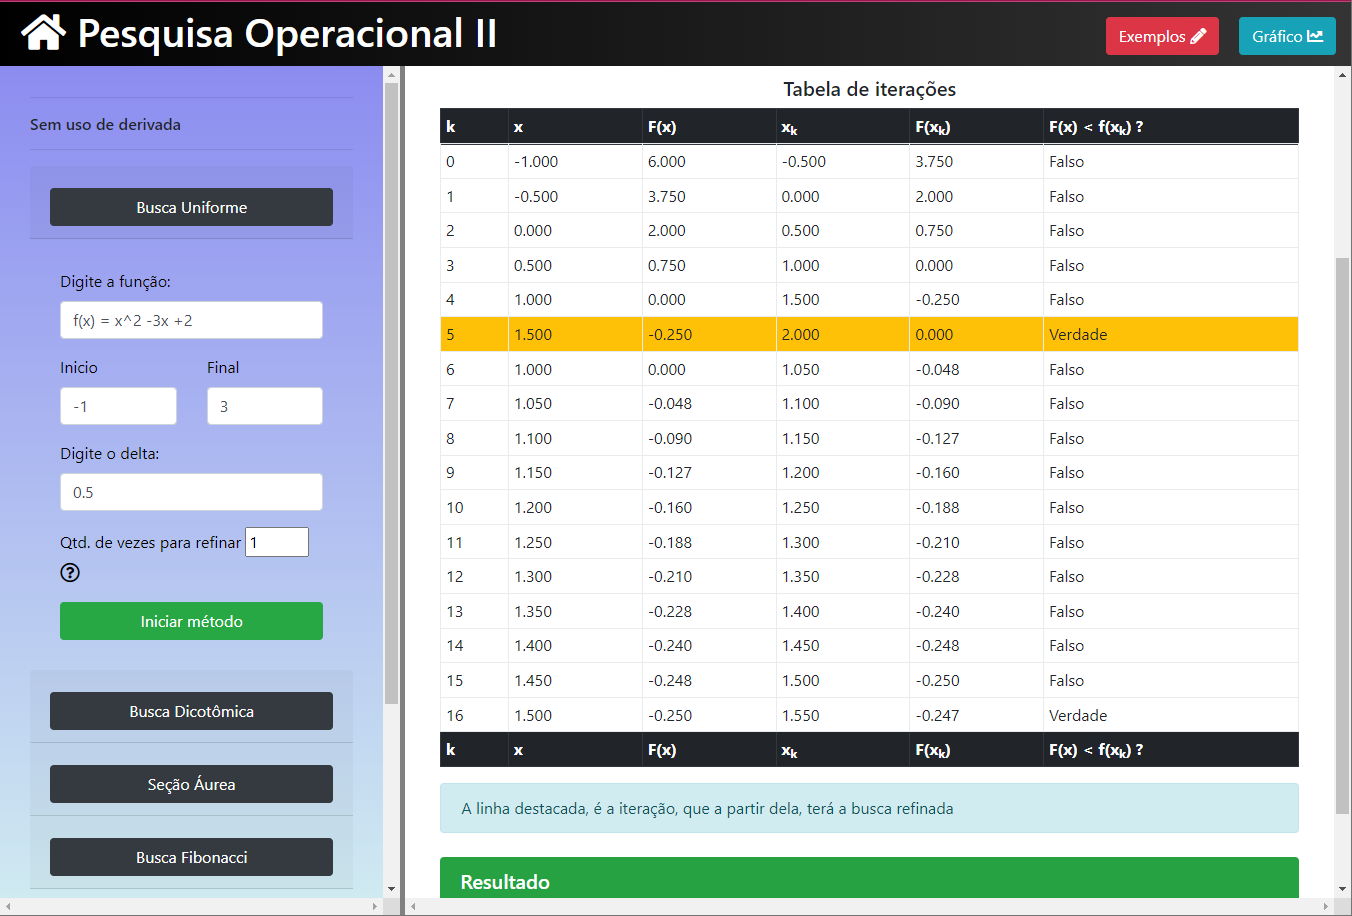 Pesquisa Operacional II
Exemplos
Gráfico
Sem uso de derivada
Busca Uniforme
Digite a função:
f(x) = x^2 -3x +2
Inicio Final
-1 3
Digite o delta:
0.5
Qtd. de vezes para refinar 1
?
Iniciar método
Busca Dicotômica
Seção Áurea
Busca Fibonacci
Tabela de iterações
k x F(x) xk F(xk) F(x) < f(xk) ?
0 -1.000 6.000 -0.500 3.750 Falso
1 -0.500 3.750 0.000 2.000 Falso
2 0.000 2.000 0.500 0.750 Falso
3 0.500 0.750 1.000 0.000 Falso
4 1.000 0.000 1.500 -0.250 Falso
5 1.500 -0.250 2.000 0.000 Verdade
6 1.000 0.000 1.050 -0.048 Falso
7 1.050 -0.048 1.100 -0.090 Falso
8 1.100 -0.090 1.150 -0.127 Falso
9 1.150 -0.127 1.200 -0.160 Falso
10 1.200 -0.160 1.250 -0.188 Falso
11 1.250 -0.188 1.300 -0.210 Falso
12 1.300 -0.210 1.350 -0.228 Falso
13 1.350 -0.228 1.400 -0.240 Falso
14 1.400 -0.240 1.450 -0.248 Falso
15 1.450 -0.248 1.500 -0.250 Falso
16 1.500 -0.250 1.550 -0.247 Verdade
k x F(x) xk F(xk) F(x) < f(xk) ?
A linha destacada, é a iteração, que a partir dela, terá a busca refinada
Resultado